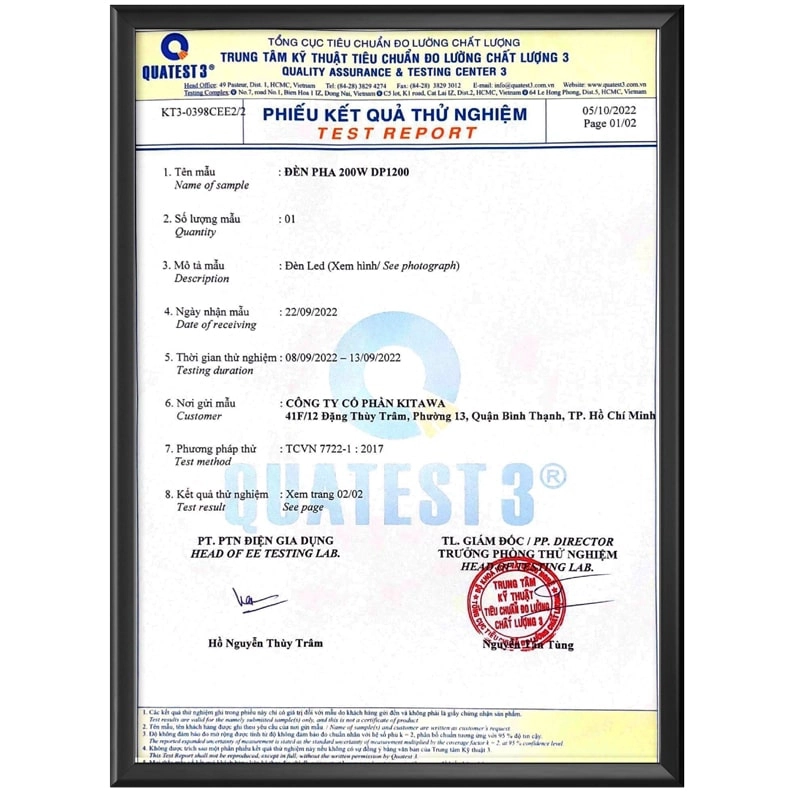 TỔNG CỤC TIÊU CHUẨN ĐO LƯỜNG CHẤT LƯỢNG
TRUNG TÂM KỸ THUẬT TIÊU CHUẨN ĐO LƯỜNG CHẤT LƯỢNG 3
QUALITY ASSURANCE & TESTING CENTER 3
QUATEST 3®
Head Office: 49 Pasteur, Dist. 1, HCMC, Vietnam Tel: (84-28) 3829 4274 Fax: (84-28) 3829 3012 E-mail: info@quatest3.com.vn Website: www.quatest3.com.vn
Testing Complex: No.7, road No.1, Bien Hoa 1 IZ, Dong Nai, Vietnam C5 lot, K1 road, Cat Lai IZ, Dist.2, HCMC, Vietnam 64 Le Hong Phong, Dist.5, HCMC, Vietnam
KT3-0398CEE2/2
PHIẾU KẾT QUẢ THỬ NGHIỆM
TEST REPORT
05/10/2022
Page 01/02
1. Tên mẫu : ĐÈN PHA 200W DP1200
Name of sample
2. Số lượng mẫu : 01
Quantity
3. Mô tả mẫu : Đèn Led (Xem hình/ See photograph)
Description
4. Ngày nhận mẫu : 22/09/2022
Date of receiving
5. Thời gian thử nghiệm : 08/09/2022 – 13/09/2022
Testing duration
6. Nơi gửi mẫu : CÔNG TY CỔ PHẦN KITAWA
Customer 41F/12 Đặng Thùy Trâm, Phường 13, Quận Bình Thạnh, TP. Hồ Chí Minh
7. Phương pháp thử : TCVN 7722-1 : 2017
Test method
8. Kết quả thử nghiệm : Xem trang 02/02
Test result See page
QUATEST 3®
PT. PTN ĐIỆN GIA DỤNG
HEAD OF EE TESTING LAB.
TL. GIÁM ĐỐC / PP. DIRECTOR
TRƯỞNG PHÒNG THỬ NGHIỆM
HEAD OF TESTING LAB.
TRUNG TÂM
KỸ THUẬT
TIÊU CHUẨN ĐO LƯỜNG
CHẤT LƯỢNG 3
Hồ Nguyễn Thùy Trâm
Nguyễn Tấn Tùng
1. Các kết quả thử nghiệm ghi trong phiếu này chỉ có giá trị đối với mẫu do khách hàng gửi đến và không phải là giấy chứng nhận sản phẩm.
Test results are valid for the namely submitted sample(s) only, and this is not a certificate of product
2. Tên mẫu, tên khách hàng được ghi theo yêu cầu của nơi gửi mẫu / Name of sample(s) and customer are written as customer's request
3. Độ không đảm bảo đo mở rộng được tính từ độ không đảm bảo đo chuẩn nhân với hệ số phủ k = 2, phân bố chuẩn tương ứng với 95 % độ tin cậy.
The reported expanded uncertainty of measurement is stated as the standard uncertainty of measurement multiplied by the coverage factor k = 2, at 95 % confidence level.
4. Không được trích sao một phần phiếu kết quả thử nghiệm này nếu không có sự đồng ý bằng văn bản của Trung tâm Kỹ thuật 3.
This Test Report shall not be reproduced, except in full, without the written approval by Quatest 3.